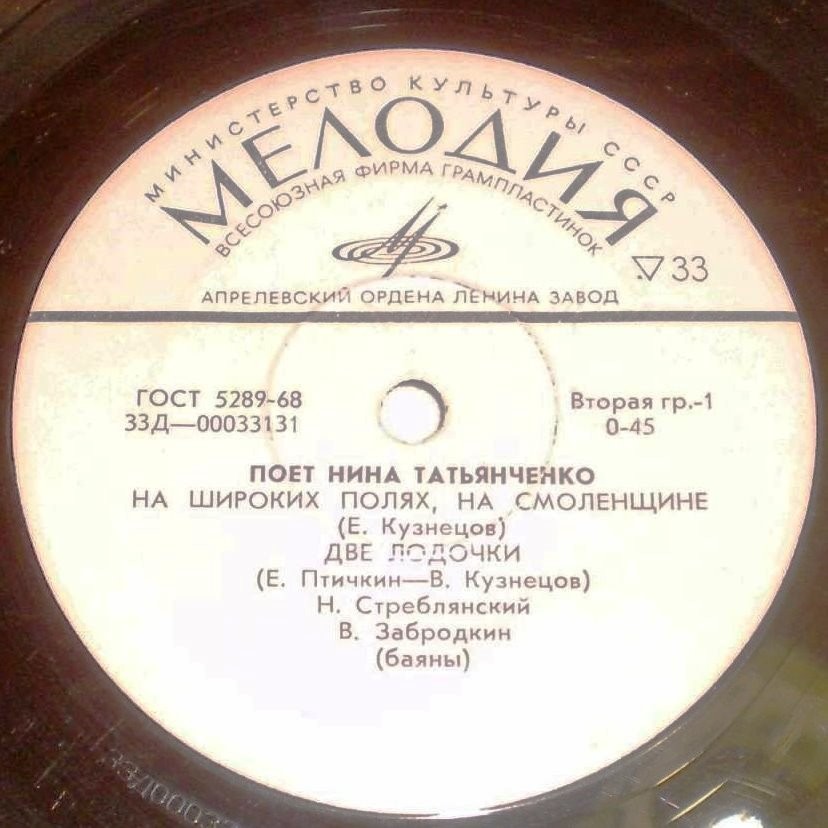 МИНИСТЕРСТВО КУЛЬТУРЫ СССР
МЕЛОДИЯ
ВСЕСОЮЗНАЯ ФИРМА ГРАМПЛАСТИНОК
33
АПРЕЛЕВСКИЙ ОРДЕНА ЛЕНИНА ЗАВОД
ГОСТ 5289-68
33Д—00033131
Вторая гр.-1
0-45
ПОЕТ НИНА ТАТЬЯНЧЕНКО
НА ШИРОКИХ ПОЛЯХ, НА СМОЛЕНЩИНЕ
(Е. Кузнецов)
ДВЕ ЛОДОЧКИ
(Е. Птичкин—В. Кузнецов)
Н. Стреблянский
В. Забродкин
(баяны)